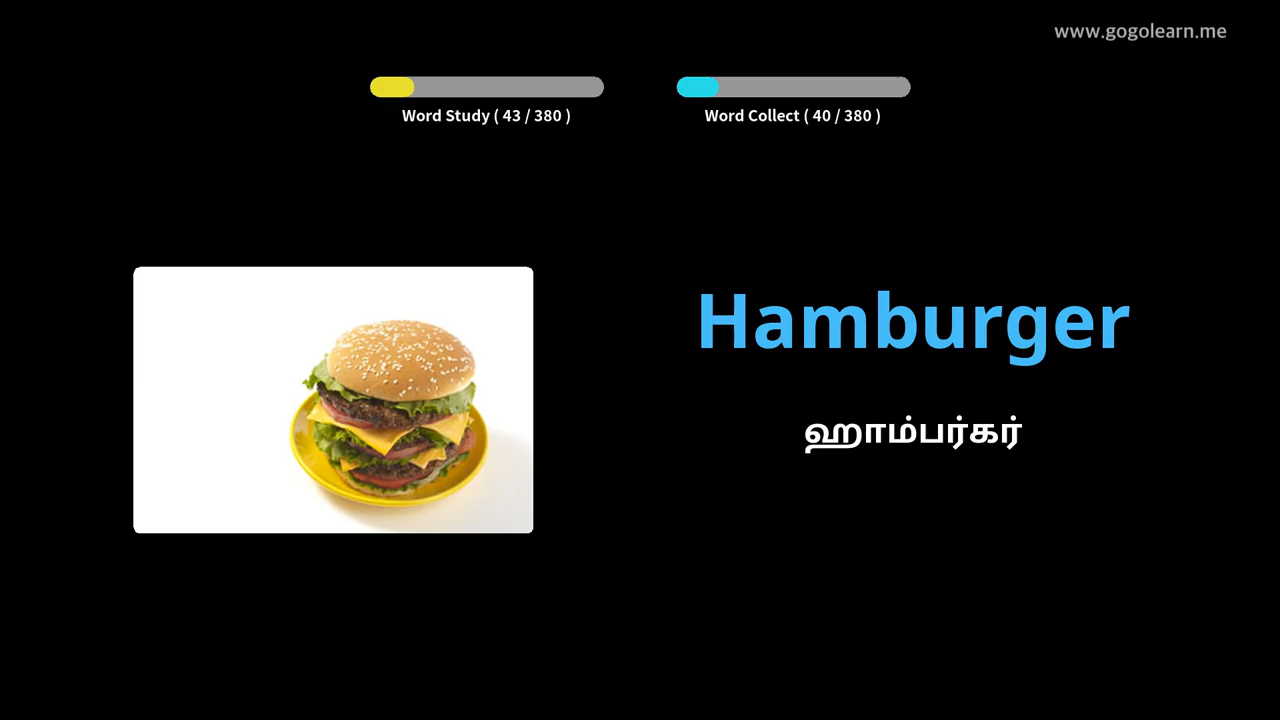 www.gogolearn.me
Word Study ( 43 / 380 )
Word Collect ( 40 / 380 )
Hamburger
ஹாம்பர்கர்